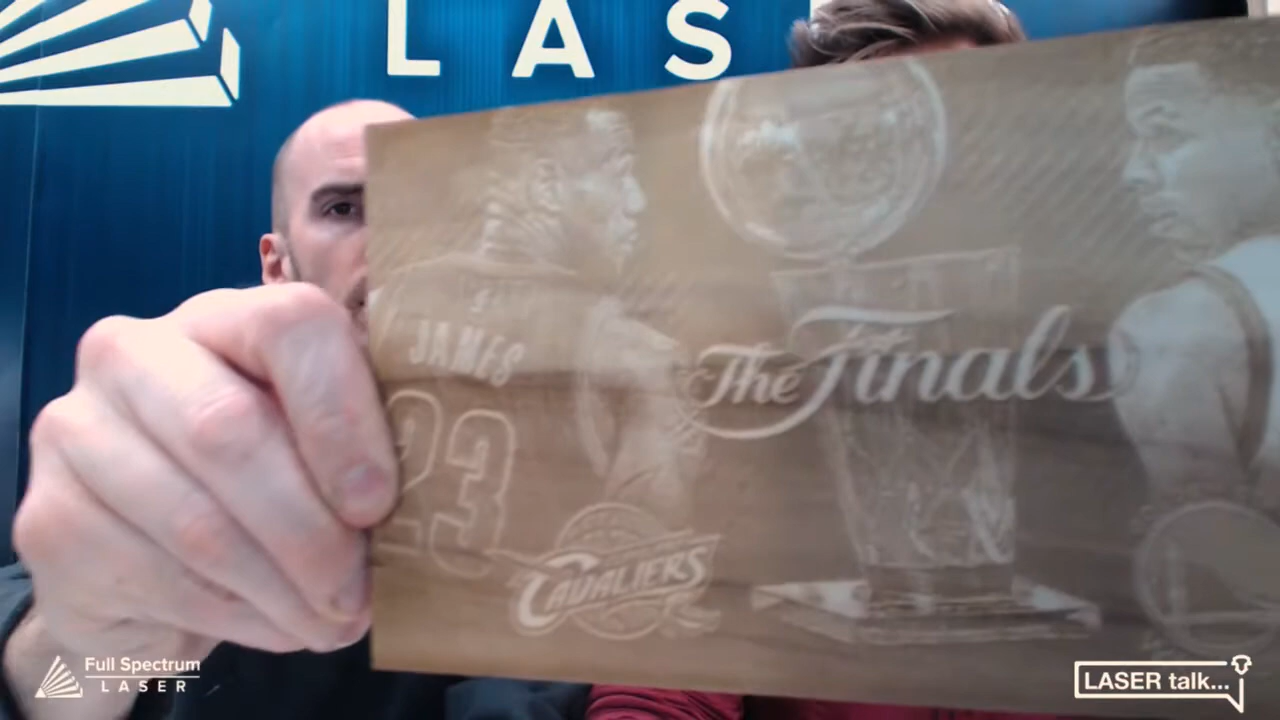 LAS
JAMES
23
The Finals
CAVALIERS
Full Spectrum
LASER
LASER talk...